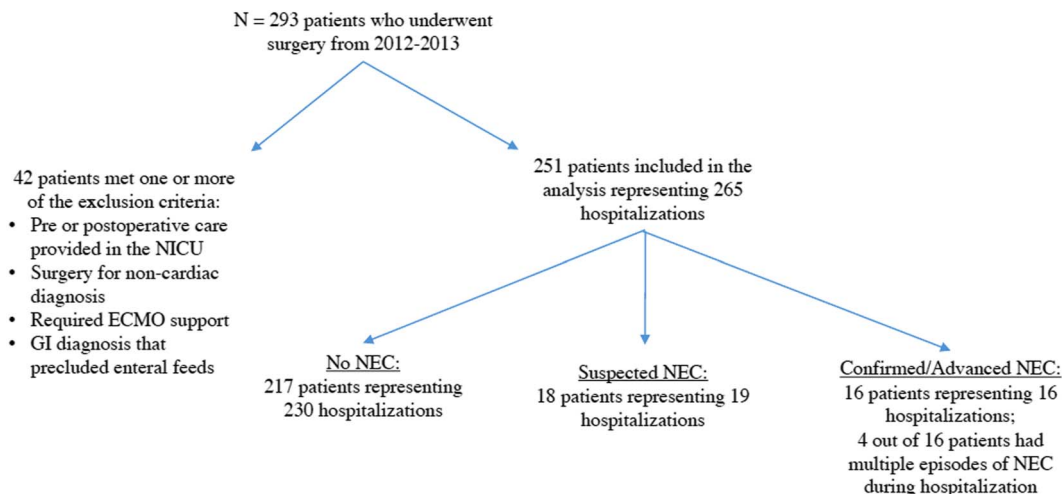 N = 293 patients who underwent
surgery from 2012-2013
42 patients met one or more
of the exclusion criteria:
• Pre or postoperative care
provided in the NICU
• Surgery for non-cardiac
diagnosis
• Required ECMO support
• GI diagnosis that
precluded enteral feeds
251 patients included in the
analysis representing 265
hospitalizations
No NEC:
217 patients representing
230 hospitalizations
Suspected NEC:
18 patients representing 19
hospitalizations
Confirmed/Advanced NEC:
16 patients representing 16
hospitalizations;
4 out of 16 patients had
multiple episodes of NEC
during hospitalization